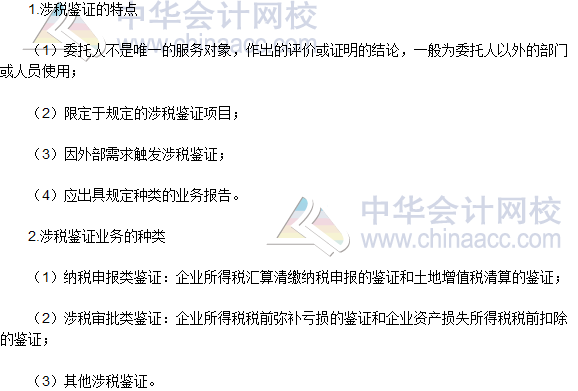 1.涉税鉴证的特点
中华会计网校
www.chinaacc.com
（1）委托人不是唯一的服务对象，作出的评价或证明的结论，一般为委托人以外的部门
或人员使用；
（2）限定于规定的涉税鉴证项目；
（3）因外部需求触发涉税鉴证；
（4）应出具规定种类的业务报告。
中华会计网校
www.chinaacc.com
2.涉税鉴证业务的种类
（1）纳税申报类鉴证：企业所得税汇算清缴纳税申报的鉴证和土地增值税清算的鉴证；
（2）涉税审批类鉴证：企业所得税税前弥补亏损的鉴证和企业资产损失所得税税前扣除
的鉴证；
（3）其他涉税鉴证。